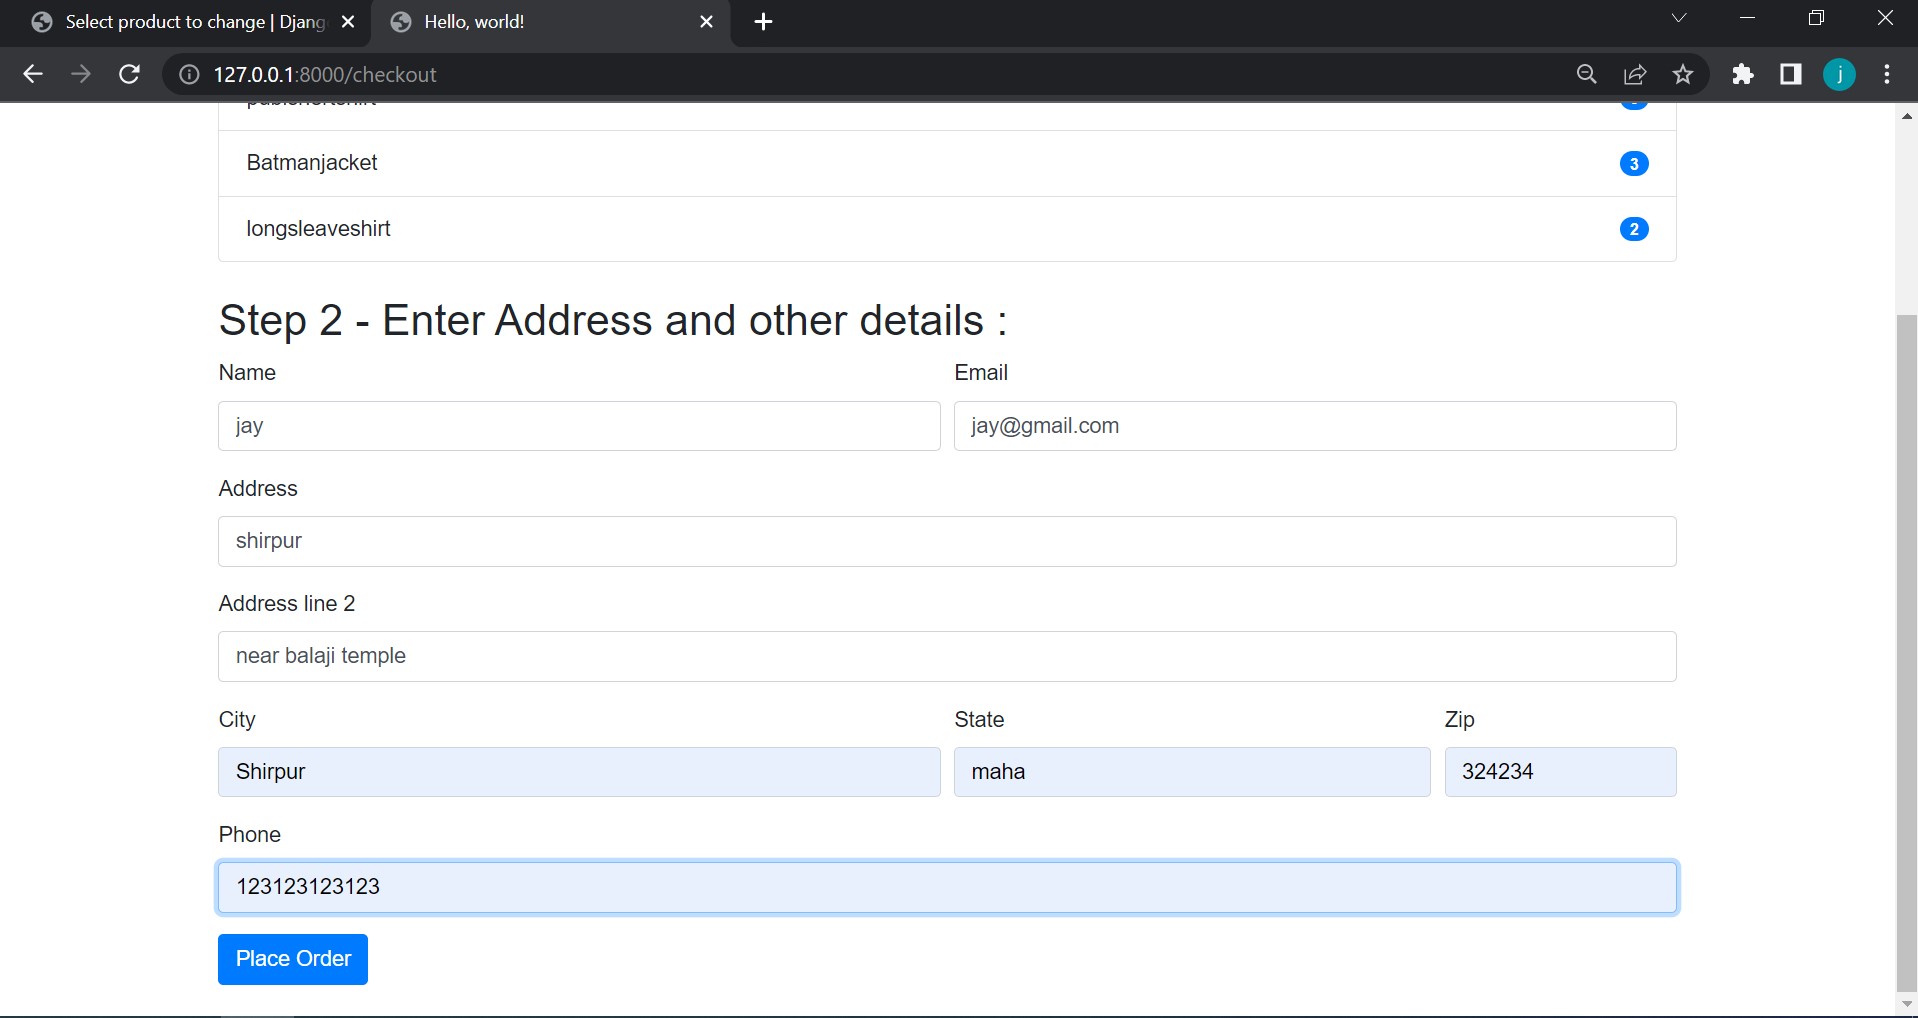 Select product to change | Djang
Hello, world!
127.0.0.1:8000/checkout
j
Batmanjacket 3
longsleaveshirt 2
Step 2 - Enter Address and other details :
Name Email
jay jay@gmail.com
Address
shirpur
Address line 2
near balaji temple
City State Zip
Shirpur maha 324234
Phone
123123123123
Place Order